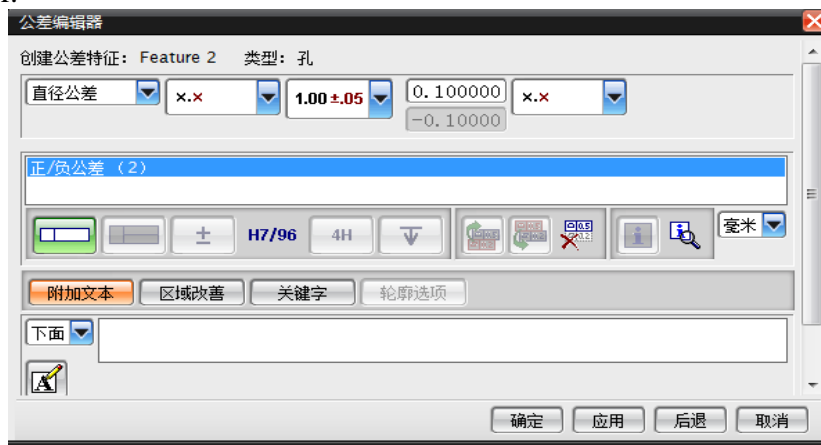 公差编辑器
创建公差特征: Feature 2 类型: 孔
直径公差 x.x 1.00 ±.05 0.100000 x.x
-0.10000
正/负公差 （2）
± H7/96 4H 毫米
附加文本 区域改善 关键字 轮廓选项
下面
A
确定 应用 后退 取消